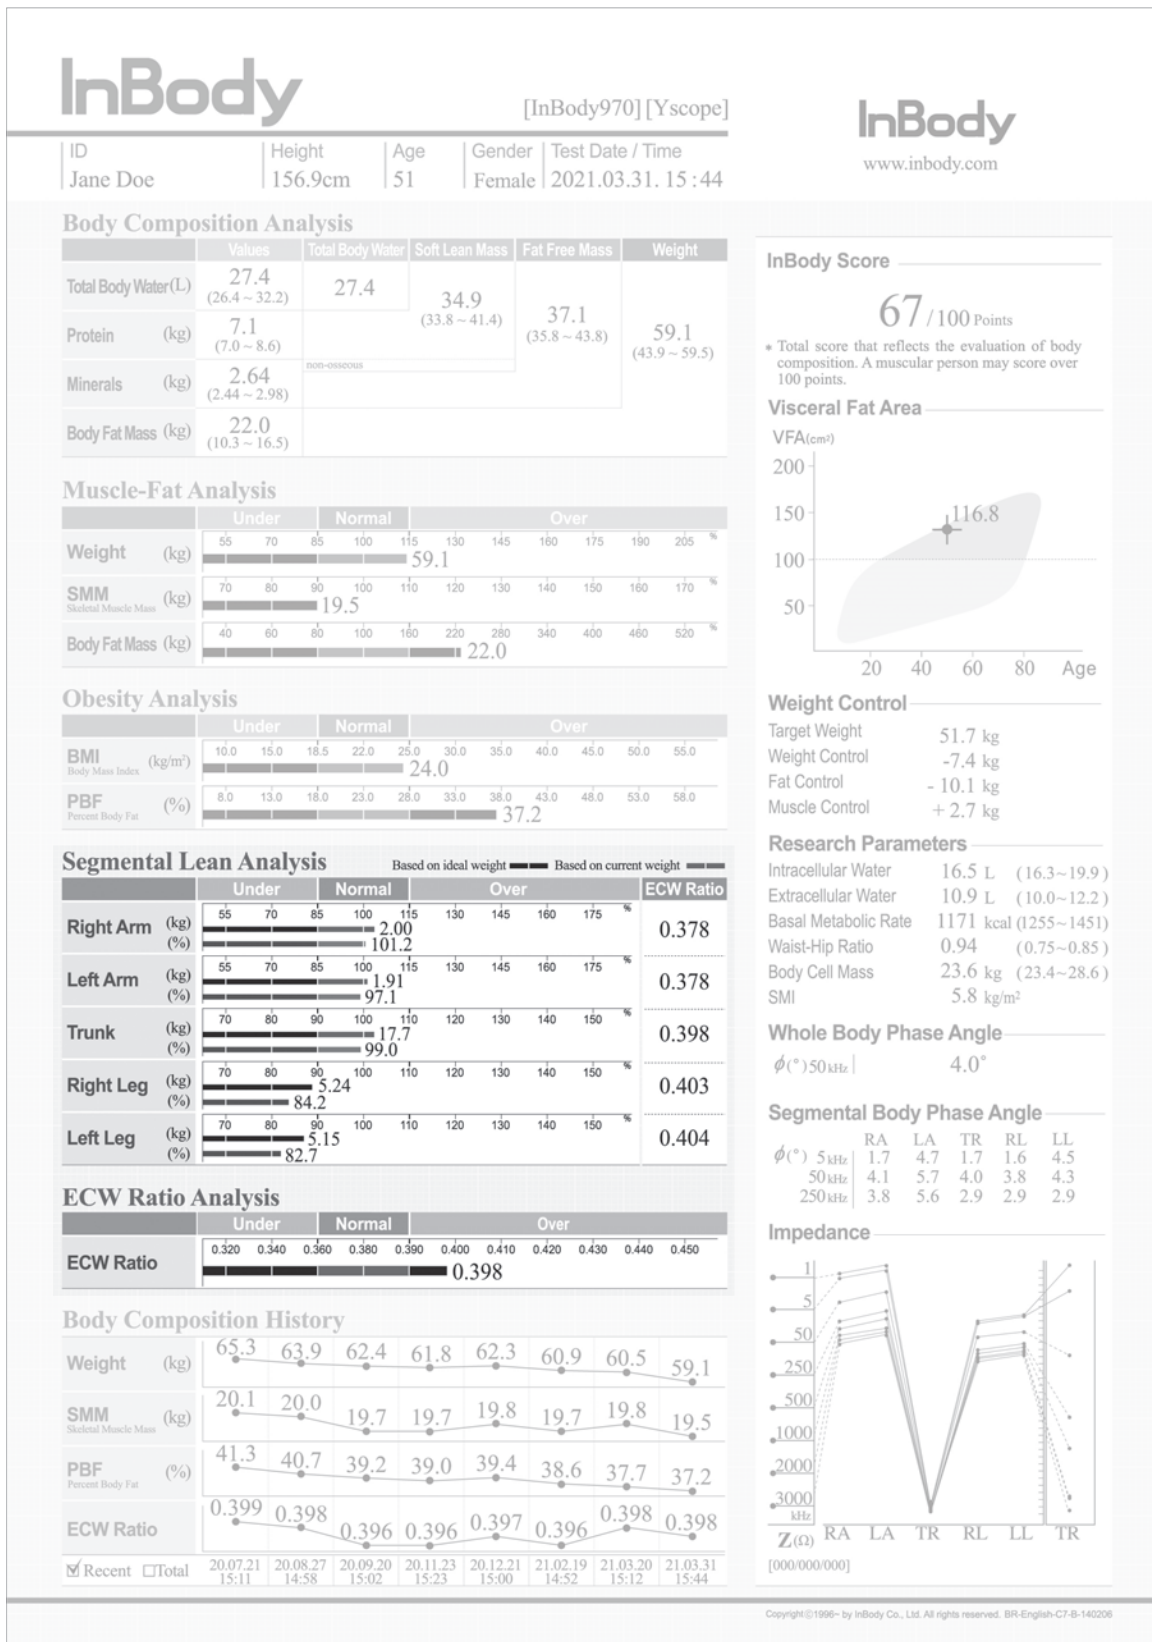 InBody
[InBody970] [Yscope]
ID Height Age Gender Test Date / Time
Jane Doe 156.9cm 51 Female 2021.03.31. 15 : 44
Body Composition Analysis
Values Total Body Water Soft Lean Mass Fat Free Mass Weight
Total Body Water (L) 27.4 (26.4 ~ 32.2) 27.4 34.9 (33.8 ~ 41.4) 37.1 (35.8 ~ 43.8) 59.1 (43.9 ~ 59.5)
Protein (kg) 7.1 (7.0 ~ 8.6)
non-osseous
Minerals (kg) 2.64 (2.44 ~ 2.98)
Body Fat Mass (kg) 22.0 (10.3 ~ 16.5)
Muscle-Fat Analysis
Under Normal Over
55 70 85 100 115 130 145 160 175 190 205 %
Weight (kg) 59.1
70 80 90 100 110 120 130 140 150 160 170 %
SMM (kg) 19.5
Skeletal Muscle Mass
40 60 80 100 160 220 280 340 400 460 520 %
Body Fat Mass (kg) 22.0
Obesity Analysis
Under Normal Over
10.0 15.0 18.5 22.0 25.0 30.0 35.0 40.0 45.0 50.0 55.0
BMI (kg/m²) 24.0
Body Mass Index
8.0 13.0 18.0 23.0 28.0 33.0 38.0 43.0 48.0 53.0 58.0
PBF (%) 37.2
Percent Body Fat
Segmental Lean Analysis Based on ideal weight Based on current weight
Under Normal Over ECW Ratio
55 70 85 100 115 130 145 160 175 %
Right Arm (kg) 2.00 0.378
(%) 101.2
55 70 85 100 115 130 145 160 175 %
Left Arm (kg) 1.91 0.378
(%) 97.1
70 80 90 100 110 120 130 140 150 %
Trunk (kg) 17.7 0.398
(%) 99.0
70 80 90 100 110 120 130 140 150 %
Right Leg (kg) 5.24 0.403
(%) 84.2
70 80 90 100 110 120 130 140 150 %
Left Leg (kg) 5.15 0.404
(%) 82.7
ECW Ratio Analysis
Under Normal Over
0.320 0.340 0.360 0.380 0.390 0.400 0.410 0.420 0.430 0.440 0.450
ECW Ratio 0.398
Body Composition History
Weight (kg) 65.3 63.9 62.4 61.8 62.3 60.9 60.5 59.1
SMM (kg) 20.1 20.0 19.7 19.7 19.8 19.7 19.8 19.5
Skeletal Muscle Mass
PBF (%) 41.3 40.7 39.2 39.0 39.4 38.6 37.7 37.2
Percent Body Fat
ECW Ratio 0.399 0.398 0.396 0.396 0.397 0.396 0.398 0.398
Recent Total 20.07.21 20.08.27 20.09.20 20.11.23 20.12.21 21.02.19 21.03.20 21.03.31
15:11 14:58 15:02 15:23 15:00 14:52 15:12 15:44
InBody
www.inbody.com
InBody Score
67 /100 Points
* Total score that reflects the evaluation of body
composition. A muscular person may score over
100 points.
Visceral Fat Area
VFA(cm²)
200
150
116.8
100
50
20 40 60 80 Age
Weight Control
Target Weight 51.7 kg
Weight Control -7.4 kg
Fat Control - 10.1 kg
Muscle Control + 2.7 kg
Research Parameters
Intracellular Water 16.5 L (16.3~19.9 )
Extracellular Water 10.9 L (10.0~12.2 )
Basal Metabolic Rate 1171 kcal (1255~1451)
Waist-Hip Ratio 0.94 (0.75~0.85 )
Body Cell Mass 23.6 kg (23.4~28.6 )
SMI 5.8 kg/m²
Whole Body Phase Angle
ϕ(°) 50 kHz 4.0°
Segmental Body Phase Angle
RA LA TR RL LL
ϕ(°) 5 kHz 1.7 4.7 1.7 1.6 4.5
50 kHz 4.1 5.7 4.0 3.8 4.3
250 kHz 3.8 5.6 2.9 2.9 2.9
Impedance
1
5
50
250
500
1000
2000
3000
kHz
Z(Ω) RA LA TR RL LL TR
[000/000/000]
Copyright©1996~ by InBody Co., Ltd. All rights reserved. BR-English-C7-B-140206